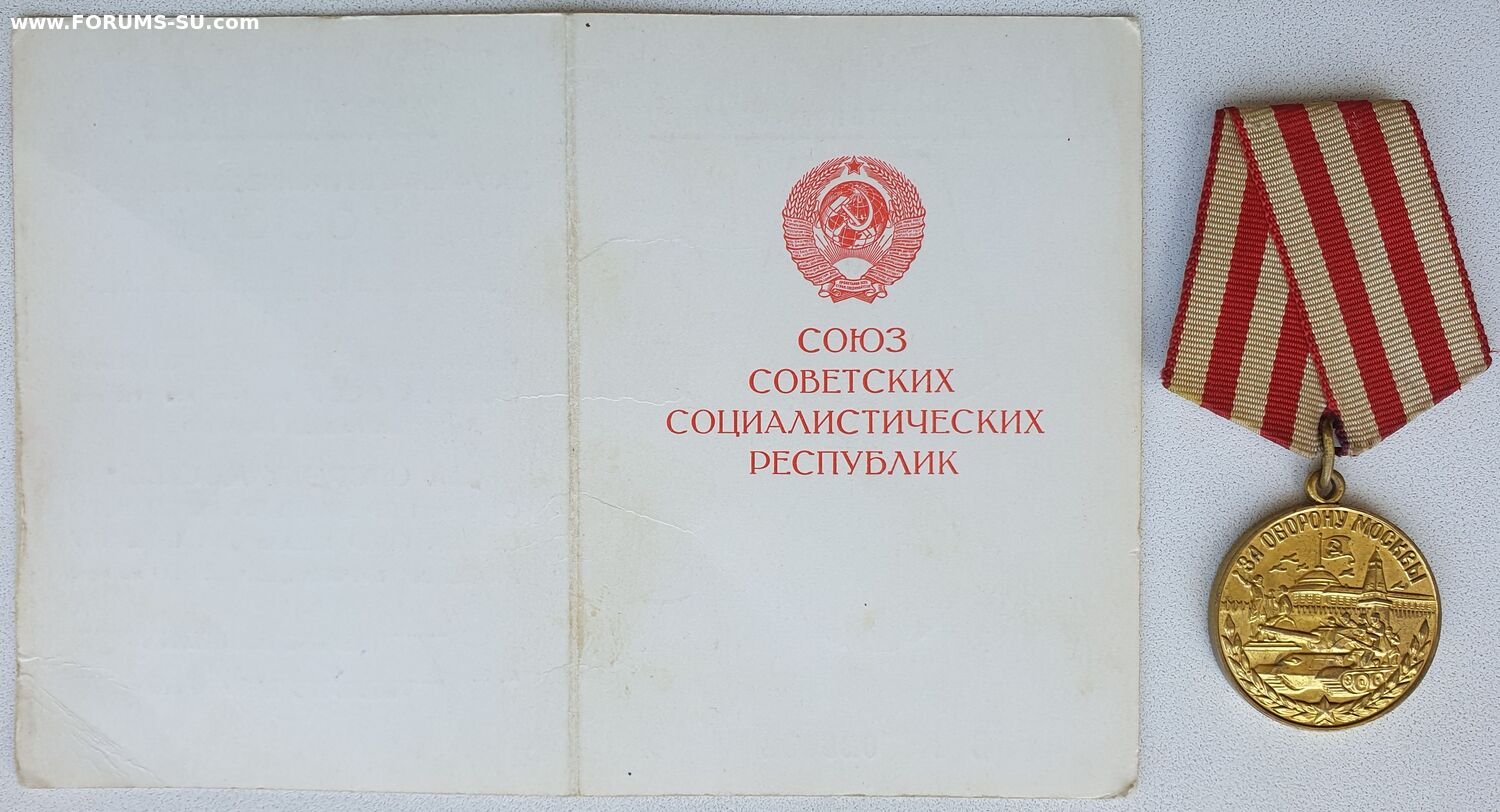 www.FORUMS-SU.com
СОЮЗ
СОВЕТСКИХ
СОЦИАЛИСТИЧЕСКИХ
РЕСПУБЛИК
ЗА ОБОРОНУ МОСКВЫ